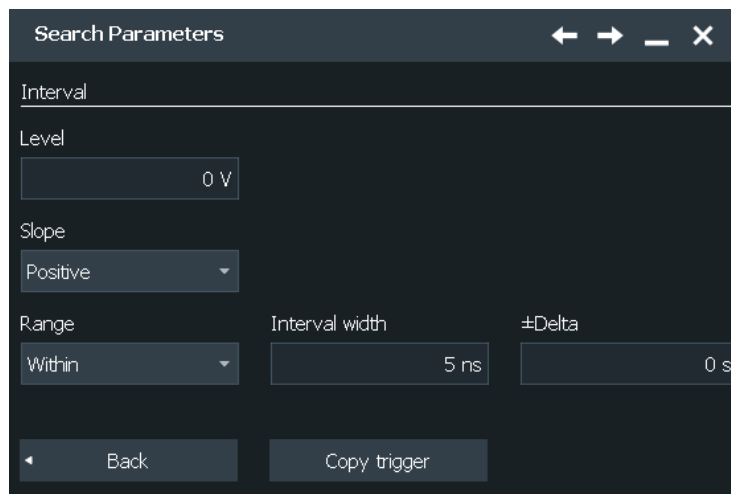 Search Parameters
Interval
Level
0 V
Slope
Positive
Range Interval width ±Delta
Within 5 ns 0 s
Back Copy trigger